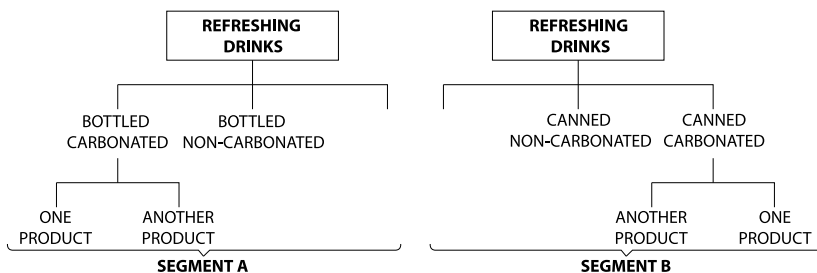 REFRESHING
DRINKS
BOTTLED
CARBONATED
BOTTLED
NON-CARBONATED
ONE
PRODUCT
ANOTHER
PRODUCT
SEGMENT A
REFRESHING
DRINKS
CANNED
NON-CARBONATED
CANNED
CARBONATED
ANOTHER
PRODUCT
ONE
PRODUCT
SEGMENT B